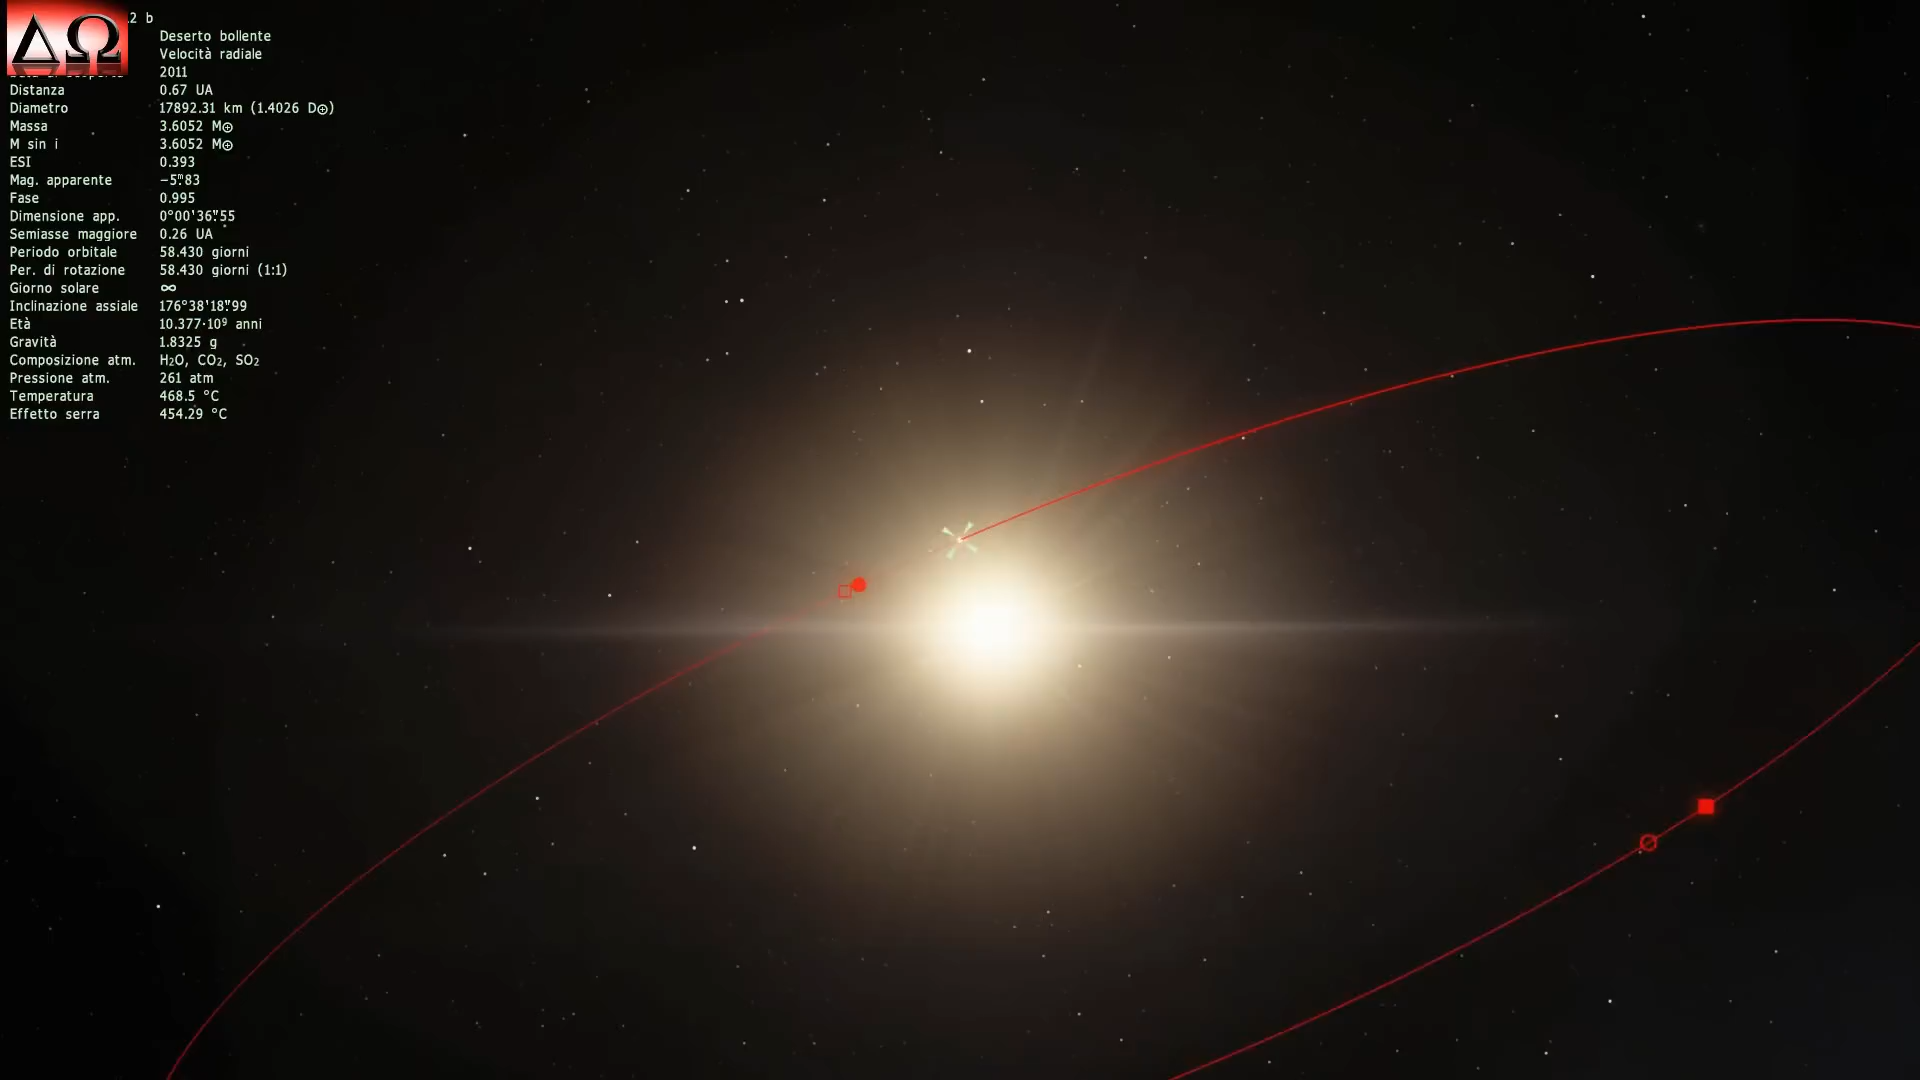 ΔΩ .2 b
Deserto bollente
Velocità radiale
2011
Distanza 0.67 UA
Diametro 17892.31 km (1.4026 D⊕)
Massa 3.6052 M⊕
M sin i 3.6052 M⊕
ESI 0.393
Mag. apparente −5ᵐ.83
Fase 0.995
Dimensione app. 0°00'36".55
Semiasse maggiore 0.26 UA
Periodo orbitale 58.430 giorni
Per. di rotazione 58.430 giorni (1:1)
Giorno solare ∞
Inclinazione assiale 176°38'18".99
Età 10.377·10⁹ anni
Gravità 1.8325 g
Composizione atm. H₂O, CO₂, SO₂
Pressione atm. 261 atm
Temperatura 468.5 °C
Effetto serra 454.29 °C